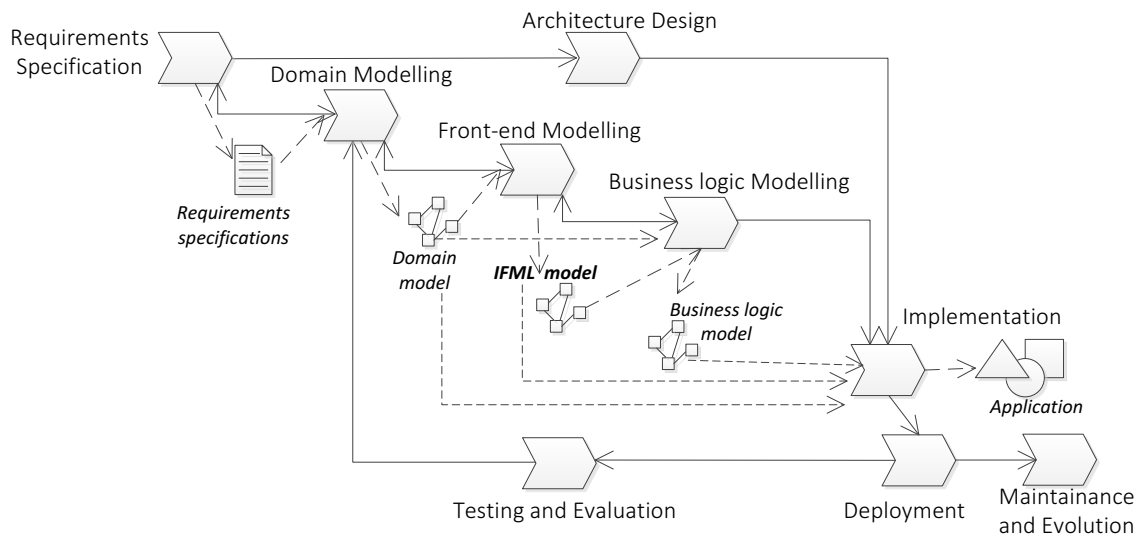 Architecture Design
Requirements
Specification
Domain Modelling
Front-end Modelling
Business logic Modelling
Requirements
specifications
Domain
model
IFML model
Business logic
model
Implementation
Application
Testing and Evaluation
Deployment
Maintainance
and Evolution